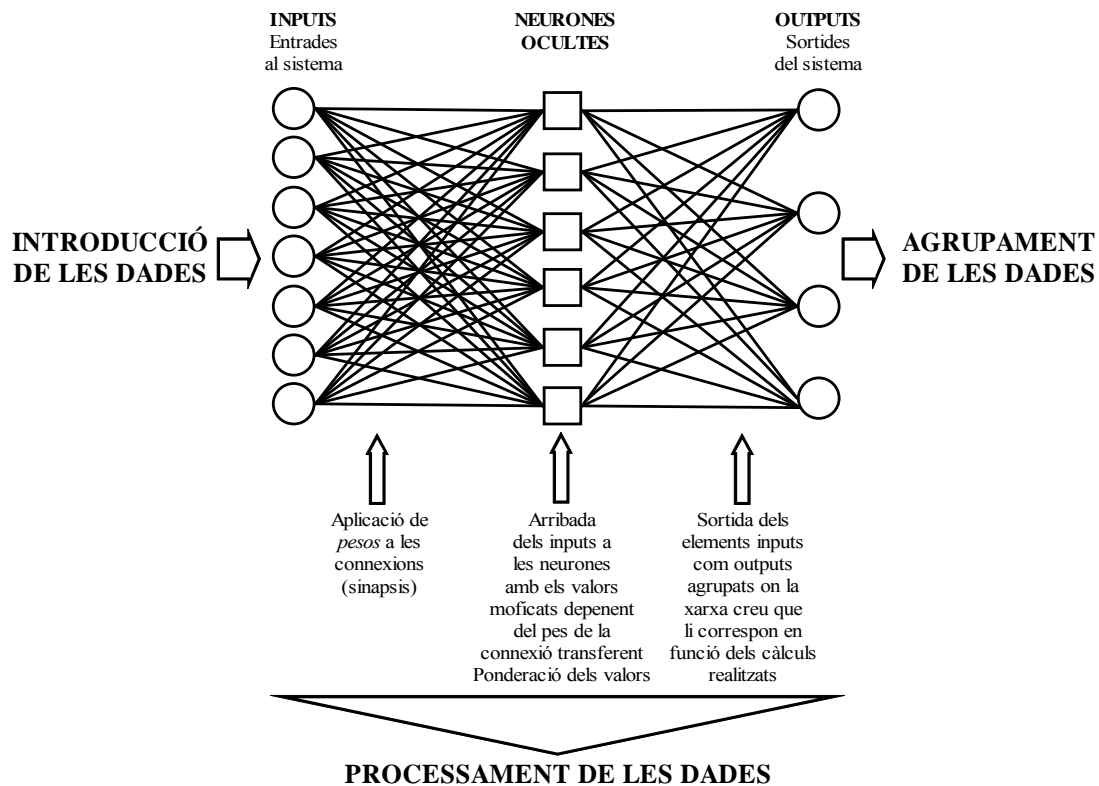 INPUTS
Entrades
al sistema
NEURONES
OCULTES
OUTPUTS
Sortides
del sistema
INTRODUCCIÓ
DE LES DADES
AGRUPAMENT
DE LES DADES
Aplicació de
pesos a les
connexions
(sinapsis)
Arribada
dels inputs a
les neurones
amb els valors
moficats depenent
del pes de la
connexió transferent
Ponderació dels valors
Sortida dels
elements inputs
com outputs
agrupats on la
xarxa creu que
li correspon en
funció dels càlculs
realitzats
PROCESSAMENT DE LES DADES